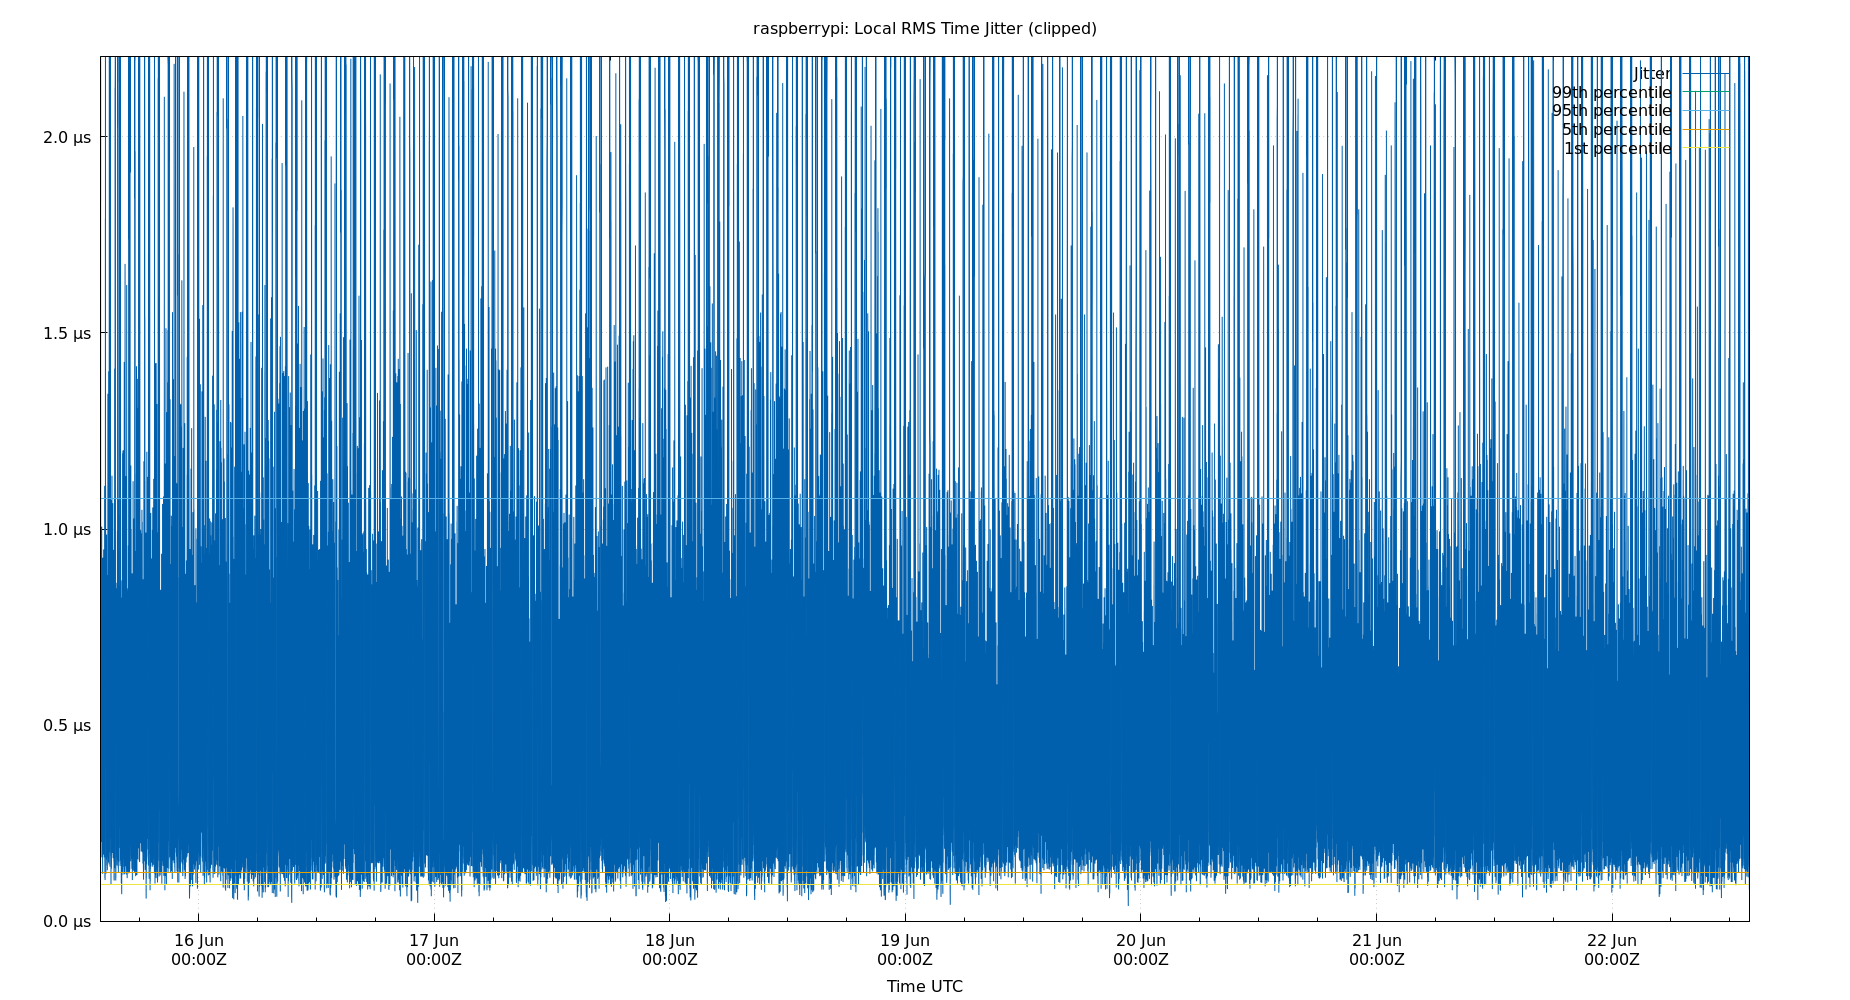 raspberrypi: Local RMS Time Jitter (clipped)
Jitter
99th percentile
95th percentile
5th percentile
1st percentile
2.0 µs
1.5 µs
1.0 µs
0.5 µs
0.0 µs
16 Jun 17 Jun 18 Jun 19 Jun 20 Jun 21 Jun 22 Jun
00:00Z 00:00Z 00:00Z 00:00Z 00:00Z 00:00Z 00:00Z
Time UTC